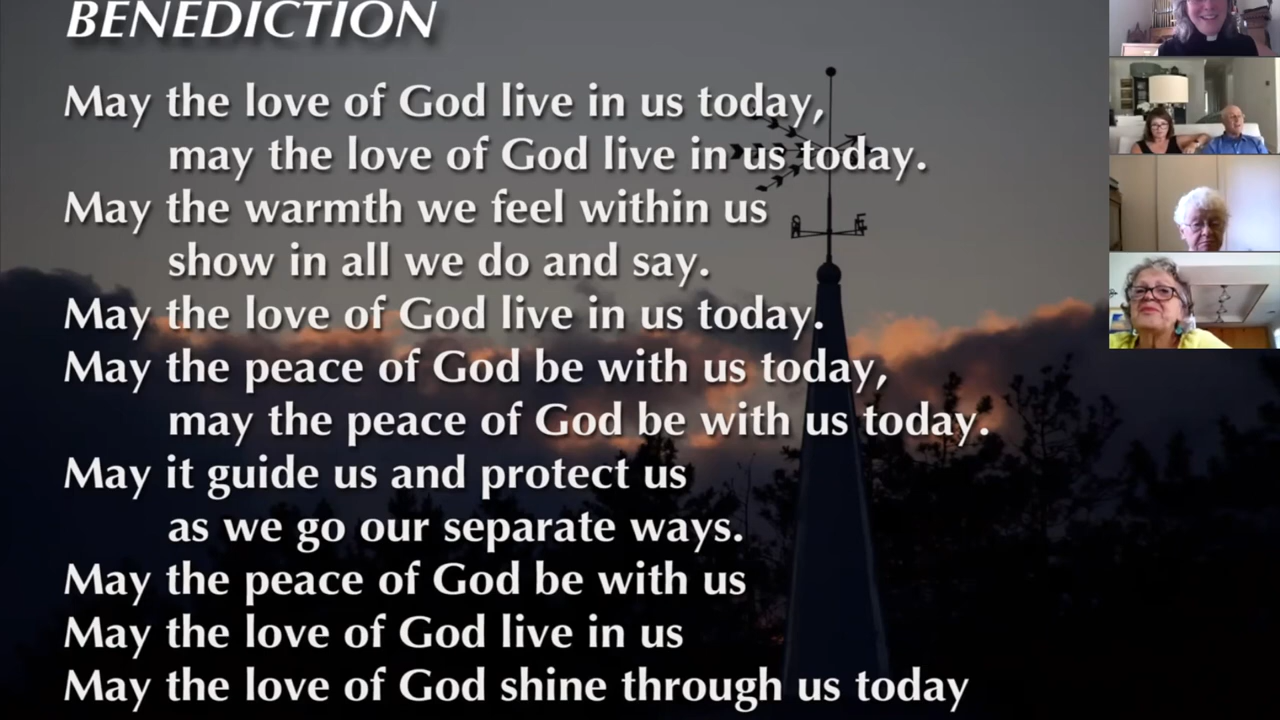 BENEDICTION
May the love of God live in us today,
may the love of God live in us today.
May the warmth we feel within us
show in all we do and say.
May the love of God live in us today.
May the peace of God be with us today,
may the peace of God be with us today.
May it guide us and protect us
as we go our separate ways.
May the peace of God be with us
May the love of God live in us
May the love of God shine through us today